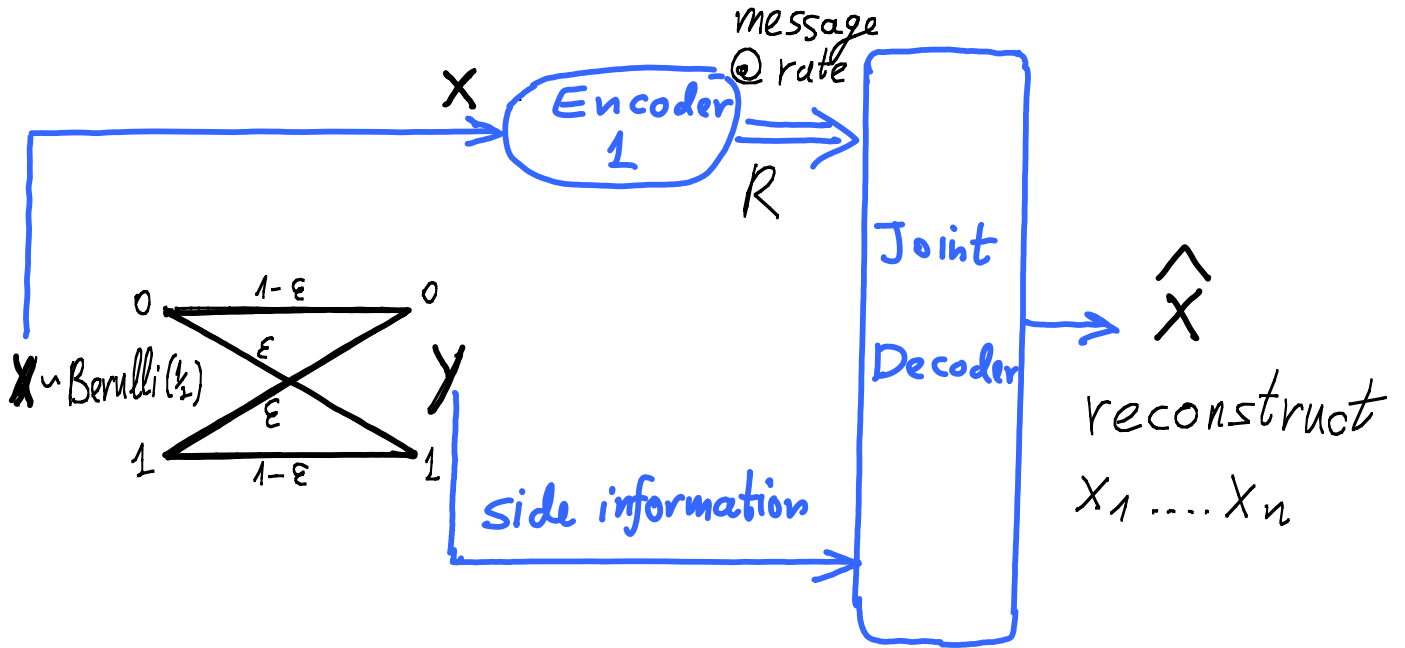 message
@ rate
X
Encoder
1
R
Joint
Decoder
X̂
reconstruct
X₁ .... Xₙ
0
1-ε
0
ε
X ~ Berulli(½)
y
ε
1
1-ε
1
side information